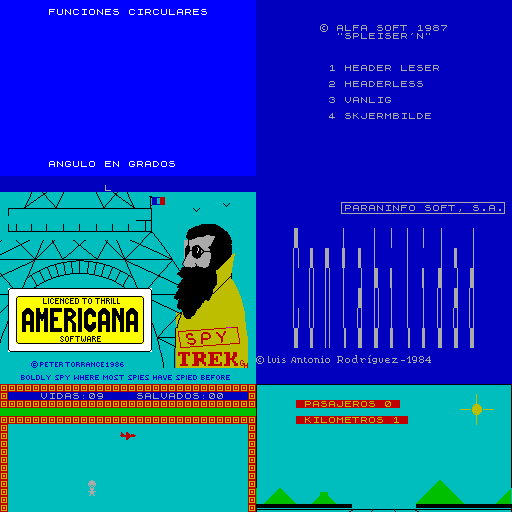 FUNCIONES CIRCULARES
ANGULO EN GRADOS
L
© ALFA SOFT 1987
"SPLEISER'N"
1 HEADER LESER
2 HEADERLESS
3 VANLIG
4 SKJERMBILDE
LICENCED TO THRILL
AMERICANA
SOFTWARE
SPY
TREK
©PETER TORRANCE 1986
BOLDLY SPY WHERE MOST SPIES HAVE SPIED BEFORE
PARANINFO SOFT, S.A.
Contabilidad
© Luis Antonio Rodríguez-1984
VIDAS:09 SALVADOS:00
PASAJEROS 0
KILOMETROS 1